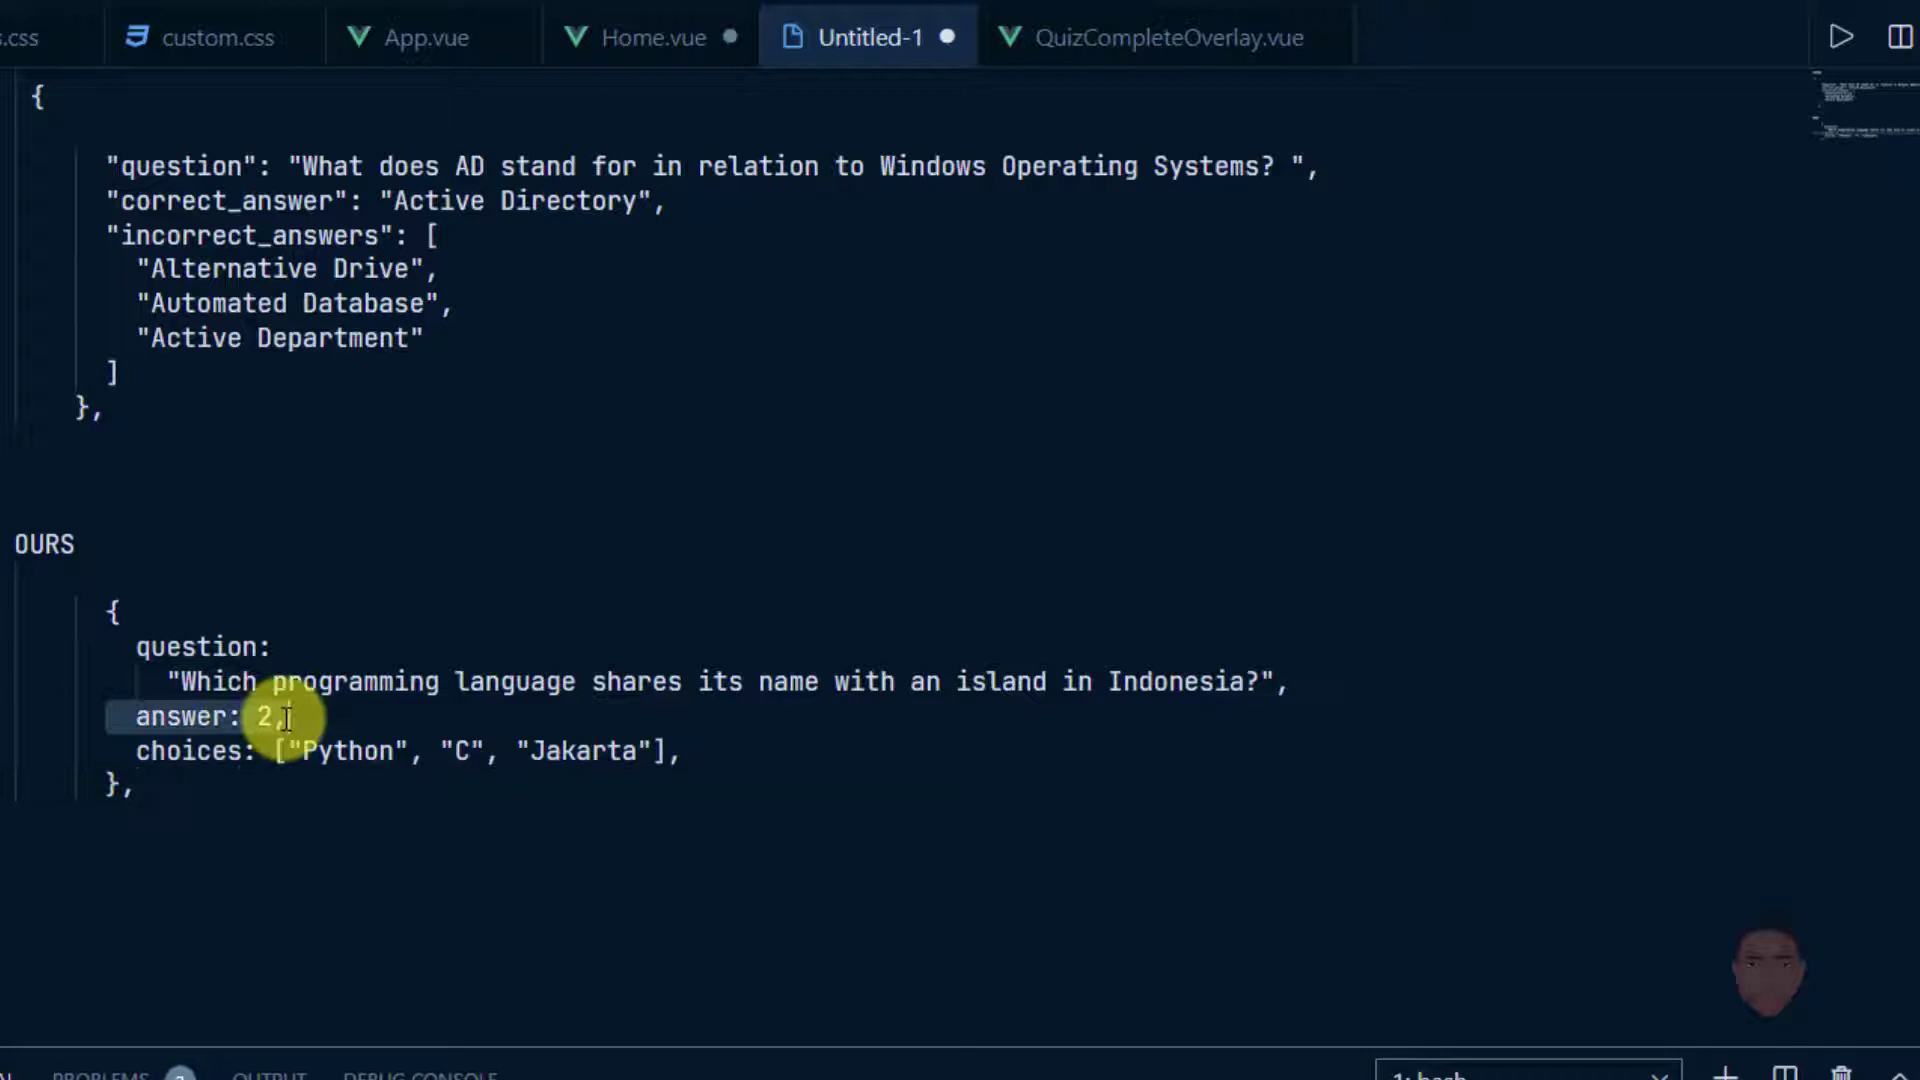 .css custom.css App.vue Home.vue Untitled-1 QuizCompleteOverlay.vue
{
"question": "What does AD stand for in relation to Windows Operating Systems? ",
"correct_answer": "Active Directory",
"incorrect_answers": [
"Alternative Drive",
"Automated Database",
"Active Department"
]
},
OURS
{
question:
"Which programming language shares its name with an island in Indonesia?",
answer: 2,
choices: ["Python", "C", "Jakarta"],
},
PROBLEMS OUTPUT DEBUG CONSOLE 1: bash